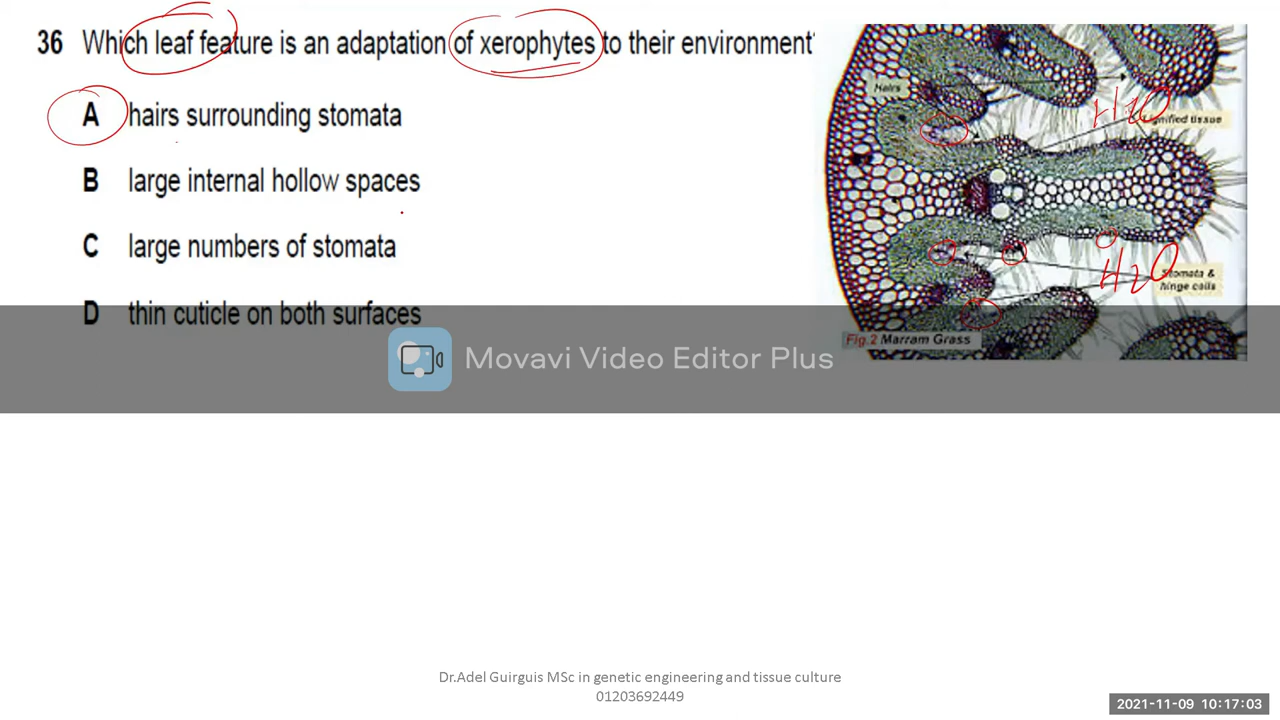 36 Which leaf feature is an adaptation of xerophytes to their environment
A hairs surrounding stomata
B large internal hollow spaces
C large numbers of stomata
D thin cuticle on both surfaces
Hairs
H2O
gnified tissue
H2O
Stomata &
hinge cells
Fig.2 Marram Grass
Movavi Video Editor Plus
Dr.Adel Guirguis MSc in genetic engineering and tissue culture
01203692449
2021-11-09 10:17:03